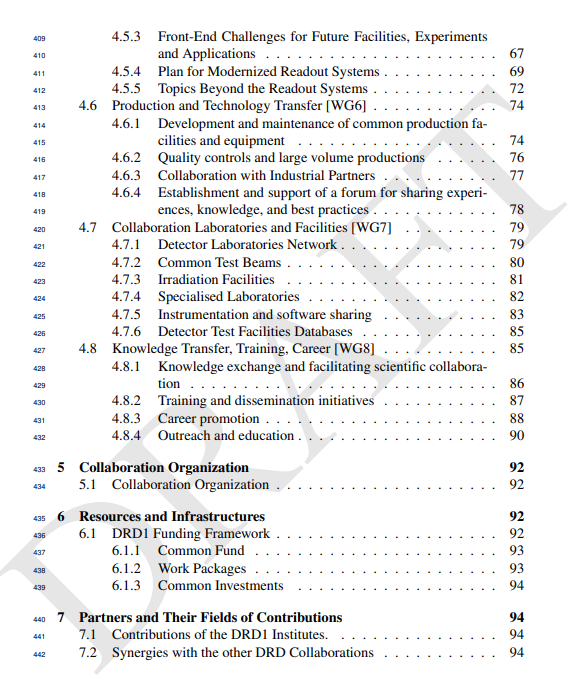 409 4.5.3 Front-End Challenges for Future Facilities, Experiments
410 and Applications . . . . . . . . . . . . . . . . . . . . . . . 67
411 4.5.4 Plan for Modernized Readout Systems . . . . . . . . . . . 69
412 4.5.5 Topics Beyond the Readout Systems . . . . . . . . . . . . 72
413 4.6 Production and Technology Transfer [WG6] . . . . . . . . . . . . 74
414 4.6.1 Development and maintenance of common production fa-
415 cilities and equipment . . . . . . . . . . . . . . . . . . . 74
416 4.6.2 Quality controls and large volume productions . . . . . . 76
417 4.6.3 Collaboration with Industrial Partners . . . . . . . . . . . 77
418 4.6.4 Establishment and support of a forum for sharing experi-
419 ences, knowledge, and best practices . . . . . . . . . . . . 78
420 4.7 Collaboration Laboratories and Facilities [WG7] . . . . . . . . . 79
421 4.7.1 Detector Laboratories Network . . . . . . . . . . . . . . . 79
422 4.7.2 Common Test Beams . . . . . . . . . . . . . . . . . . . . 80
423 4.7.3 Irradiation Facilities . . . . . . . . . . . . . . . . . . . 81
424 4.7.4 Specialised Laboratories . . . . . . . . . . . . . . . . . . 82
425 4.7.5 Instrumentation and software sharing . . . . . . . . . . . 83
426 4.7.6 Detector Test Facilities Databases . . . . . . . . . . . . . 85
427 4.8 Knowledge Transfer, Training, Career [WG8] . . . . . . . . . . . 85
428 4.8.1 Knowledge exchange and facilitating scientific collabora-
429 tion . . . . . . . . . . . . . . . . . . . . . . . . . . . . 86
430 4.8.2 Training and dissemination initiatives . . . . . . . . . . . 87
431 4.8.3 Career promotion . . . . . . . . . . . . . . . . . . . . . . 88
432 4.8.4 Outreach and education . . . . . . . . . . . . . . . . . . . 90
433 5 Collaboration Organization 92
434 5.1 Collaboration Organization . . . . . . . . . . . . . . . . . . . . 92
435 6 Resources and Infrastructures 92
436 6.1 DRD1 Funding Framework . . . . . . . . . . . . . . . . . . . . 92
437 6.1.1 Common Fund . . . . . . . . . . . . . . . . . . . . . . . 93
438 6.1.2 Work Packages . . . . . . . . . . . . . . . . . . . . . . . 93
439 6.1.3 Common Investments . . . . . . . . . . . . . . . . . . . 94
440 7 Partners and Their Fields of Contributions 94
441 7.1 Contributions of the DRD1 Institutes. . . . . . . . . . . . . . . . 94
442 7.2 Synergies with the other DRD Collaborations . . . . . . . . . . . 94
DRAFT